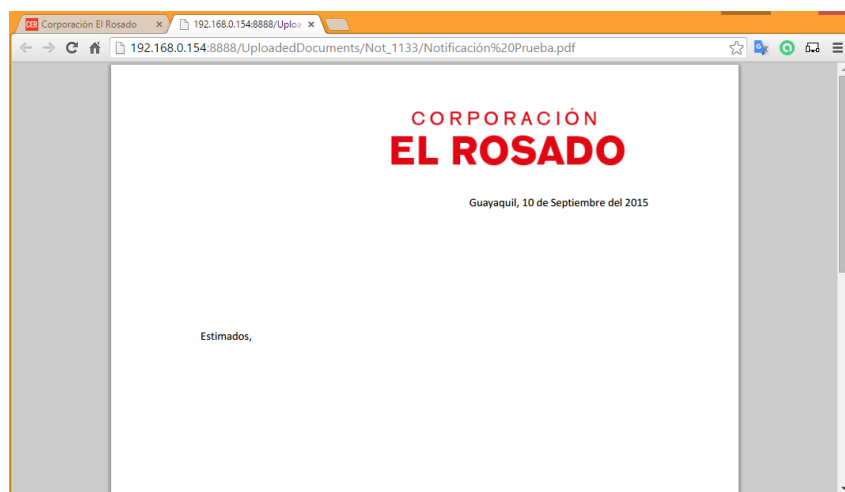 CER Corporación El Rosado
192.168.0.154:8888/Uploa
192.168.0.154:8888/UploadedDocuments/Not_1133/Notificación%20Prueba.pdf
CORPORACIÓN
EL ROSADO
Guayaquil, 10 de Septiembre del 2015
Estimados,